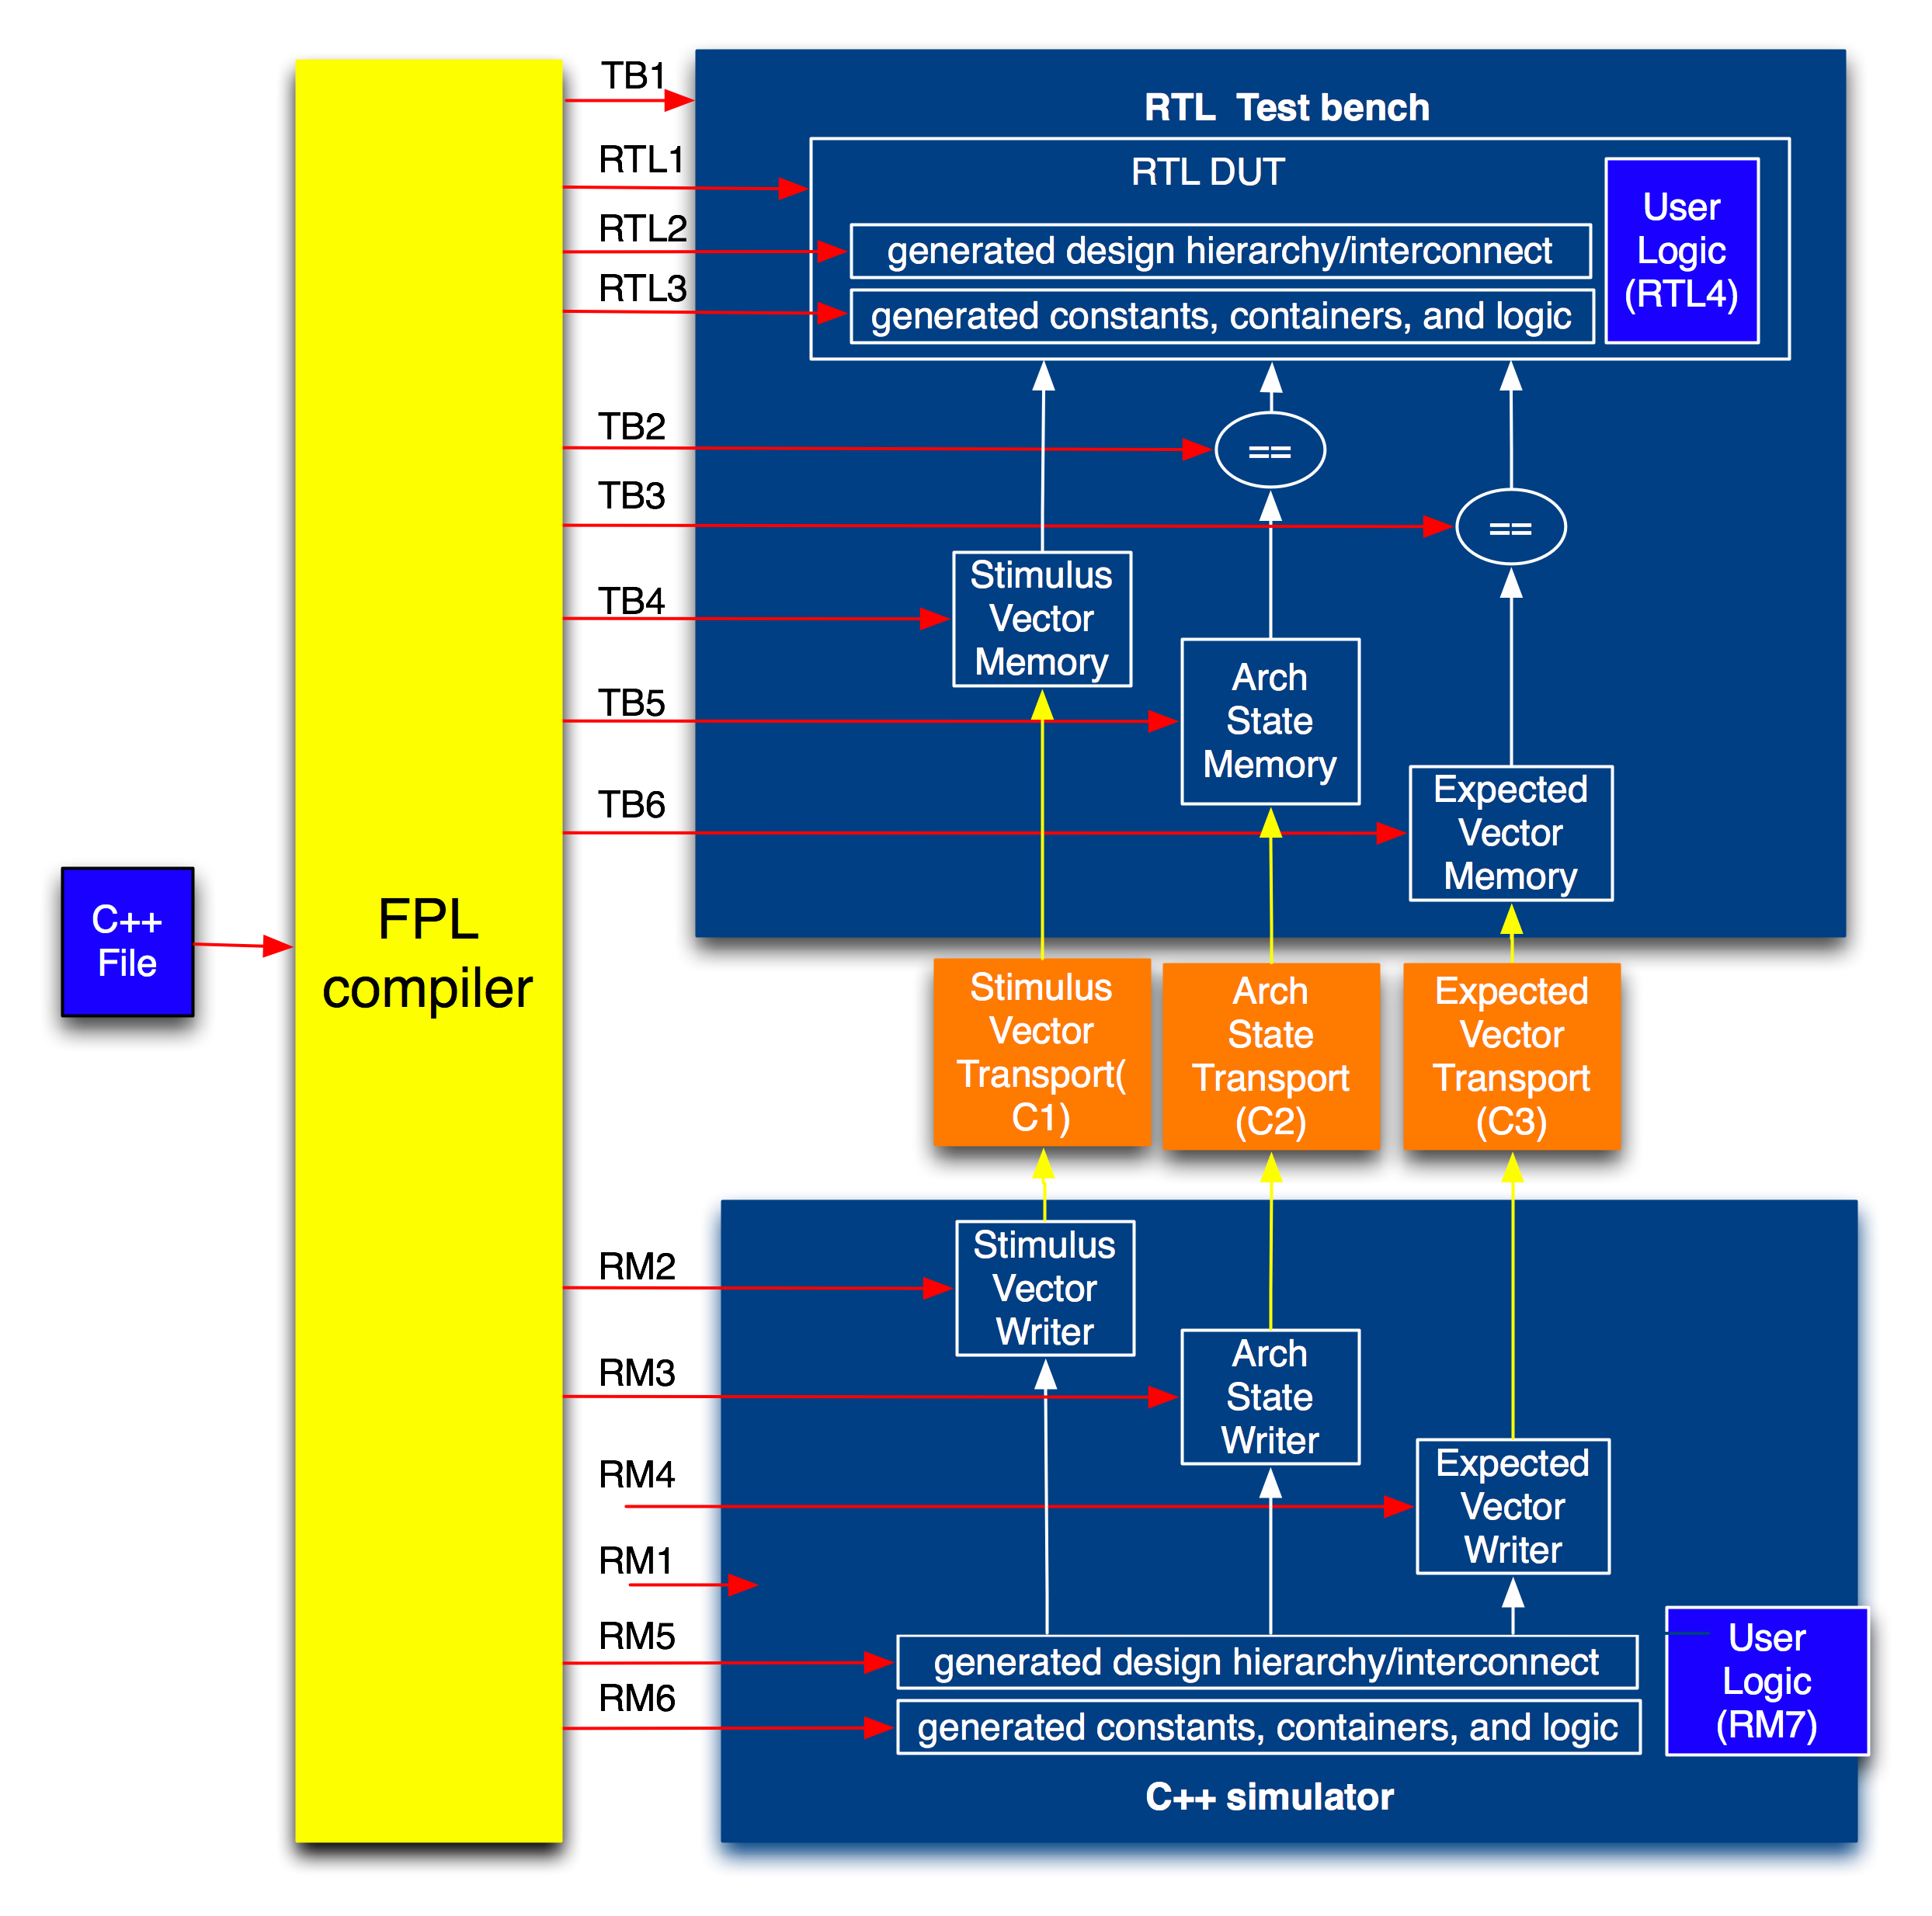 TB1
RTL  Test bench
RTL1
RTL DUT
User
Logic
(RTL4)
RTL2
generated design hierarchy/interconnect
RTL3
generated constants, containers, and logic
TB2
==
TB3
==
TB4
Stimulus
Vector
Memory
TB5
Arch
State
Memory
TB6
Expected
Vector
Memory
C++
File
FPL
compiler
Stimulus
Vector
Transport(
C1)
Arch
State
Transport
(C2)
Expected
Vector
Transport
(C3)
RM2
Stimulus
Vector
Writer
RM3
Arch
State
Writer
RM4
Expected
Vector
Writer
RM1
RM5
generated design hierarchy/interconnect
RM6
generated constants, containers, and logic
User
Logic
(RM7)
C++ simulator